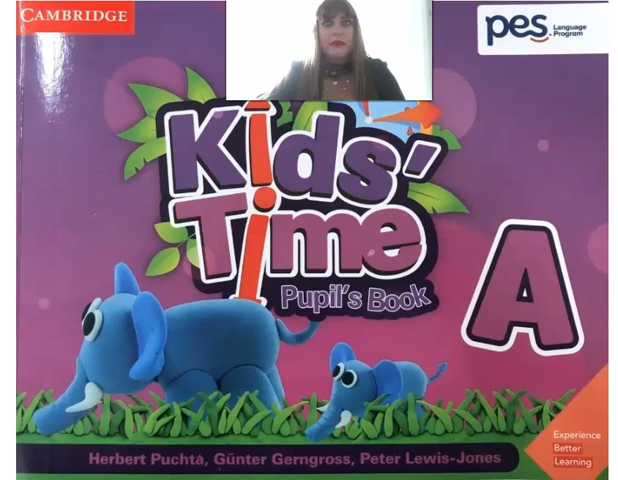 CAMBRIDGE
pes.
Language
Program
Kids'
Time
Pupil's Book
A
Experience
Better
Learning
Herbert Puchta, Günter Gerngross, Peter Lewis-Jones